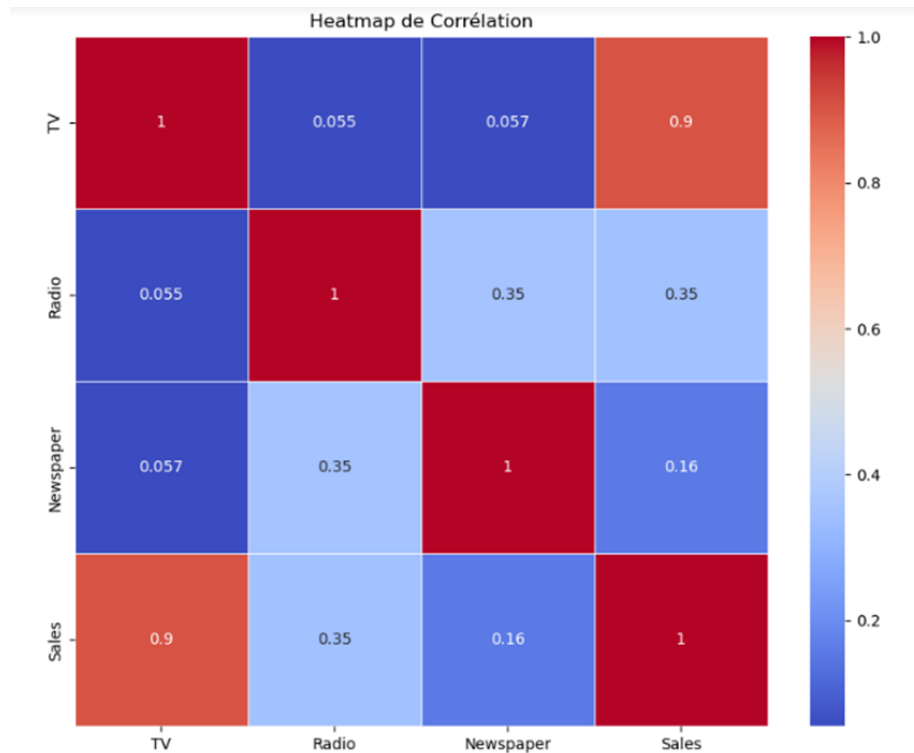 Heatmap de Corrélation
TV 1 0.055 0.057 0.9
Radio 0.055 1 0.35 0.35
Newspaper 0.057 0.35 1 0.16
Sales 0.9 0.35 0.16 1
TV Radio Newspaper Sales
1.0
0.8
0.6
0.4
0.2